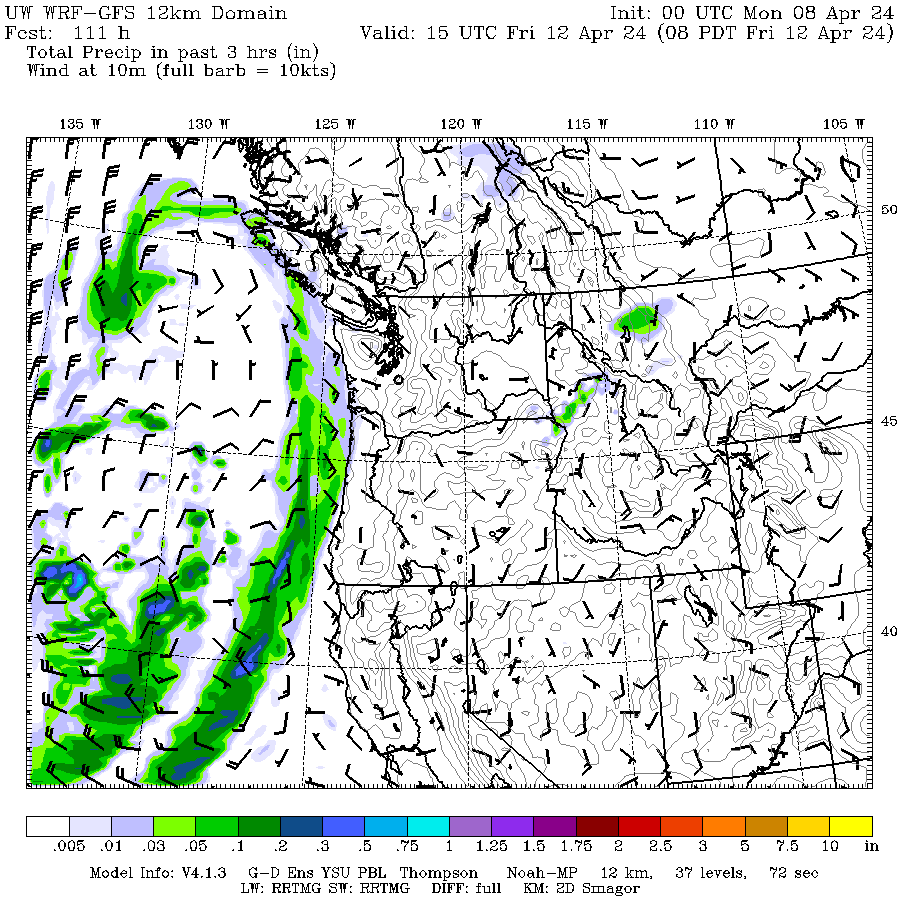 UW WRF-GFS 12km Domain Init: 00 UTC Mon 08 Apr 24
Fcst: 111 h Valid: 15 UTC Fri 12 Apr 24 (08 PDT Fri 12 Apr 24)
Total Precip in past 3 hrs (in)
Wind at 10m (full barb = 10kts)
135 W 130 W 125 W 120 W 115 W 110 W 105 W
50
45
40
.005 .01 .03 .05 .1 .2 .3 .5 .75 1 1.25 1.5 1.75 2 2.5 3 5 7.5 10 in
Model Info: V4.1.3 G-D Ens YSU PBL Thompson Noah-MP 12 km, 37 levels, 72 sec
LW: RRTMG SW: RRTMG DIFF: full KM: 2D Smagor